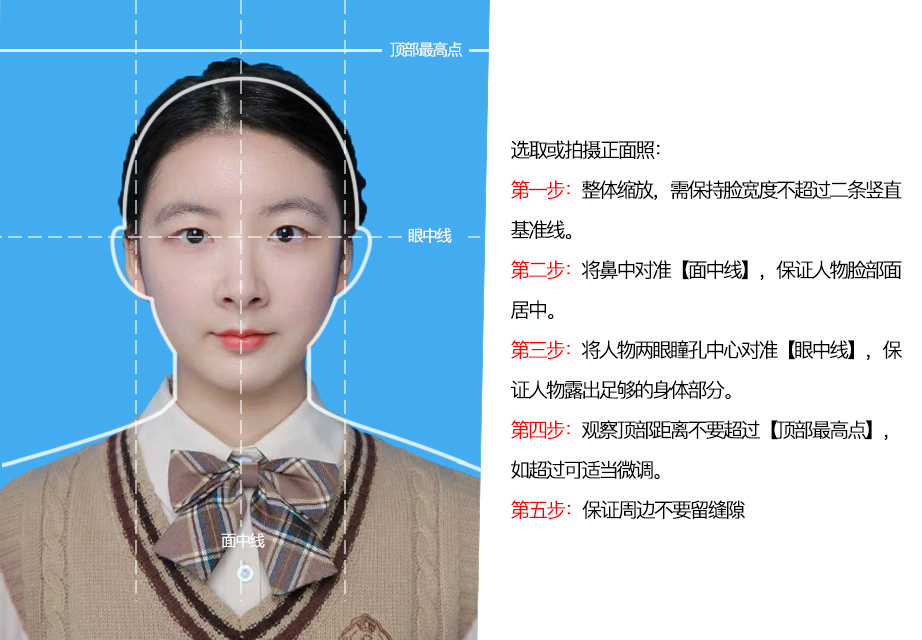 顶部最高点
眼中线
面中线
选取或拍摄正面照：
第一步：整体缩放，需保持脸宽度不超过二条竖直
基准线。
第二步：将鼻中对准【面中线】，保证人物脸部面
居中。
第三步：将人物两眼瞳孔中心对准【眼中线】，保
证人物露出足够的身体部分。
第四步：观察顶部距离不要超过【顶部最高点】，
如超过可适当微调。
第五步：保证周边不要留缝隙